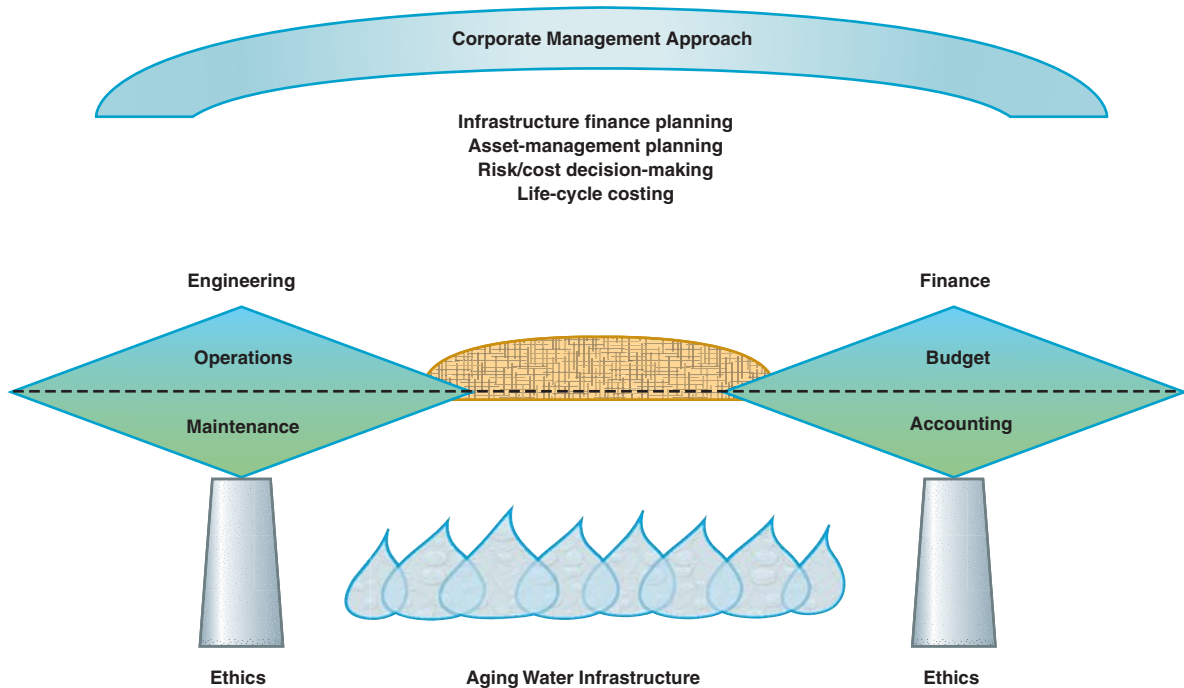 Corporate Management Approach
Infrastructure finance planning
Asset-management planning
Risk/cost decision-making
Life-cycle costing
Engineering
Finance
Operations
Budget
Maintenance
Accounting
Ethics
Aging Water Infrastructure
Ethics